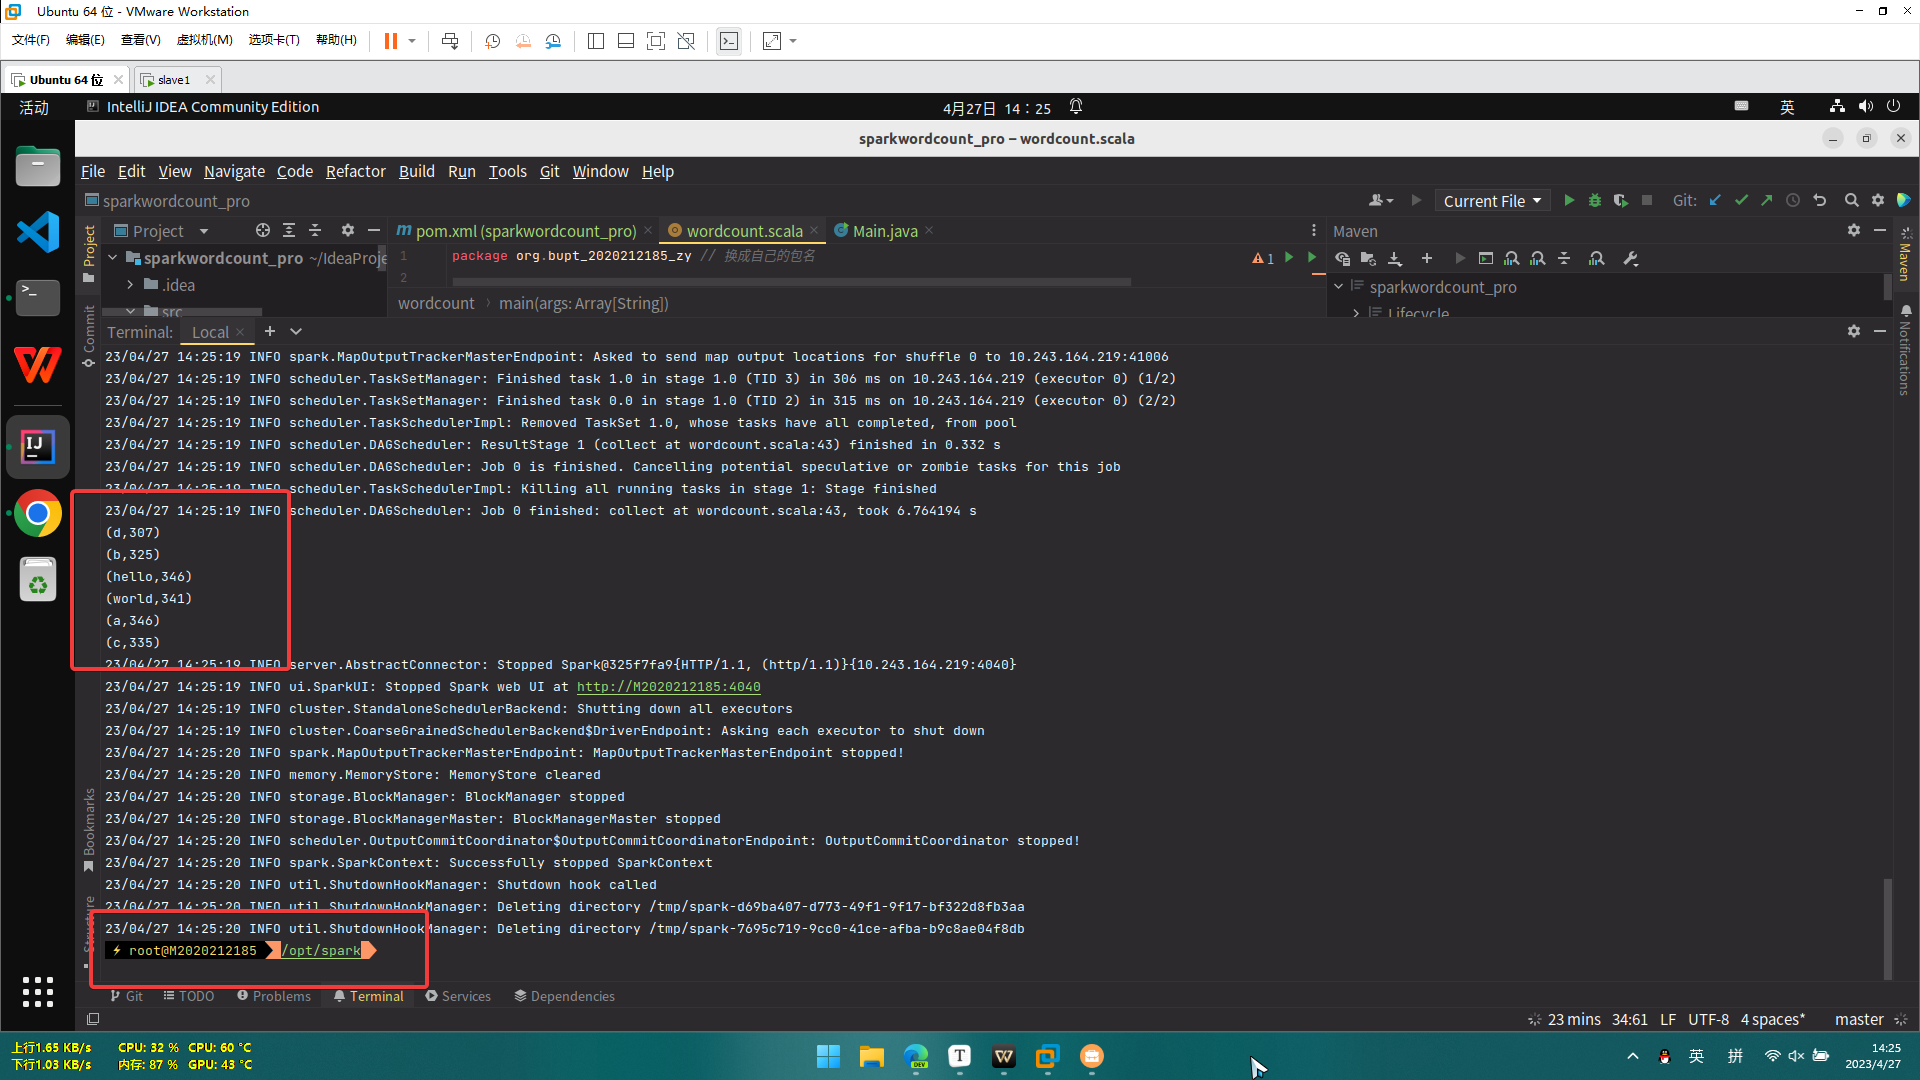 Ubuntu 64 位 - VMware Workstation
文件(F) 编辑(E) 查看(V) 虚拟机(M) 选项卡(T) 帮助(H)
Ubuntu 64 位 slave1
活动 IntelliJ IDEA Community Edition 4月27日 14：25 英
sparkwordcount_pro – wordcount.scala
File Edit View Navigate Code Refactor Build Run Tools Git Window Help
sparkwordcount_pro Current File Git:
Project pom.xml (sparkwordcount_pro) wordcount.scala Main.java Maven
sparkwordcount_pro ~/IdeaProje 1 package org.bupt_2020212185_zy // 换成自己的包名 1
2
.idea sparkwordcount_pro
src wordcount main(args: Array[String]) Lifecycle
Project
Commit
Bookmarks
Structure
Maven
Notifications
Terminal: Local
23/04/27 14:25:19 INFO spark.MapOutputTrackerMasterEndpoint: Asked to send map output locations for shuffle 0 to 10.243.164.219:41006
23/04/27 14:25:19 INFO scheduler.TaskSetManager: Finished task 1.0 in stage 1.0 (TID 3) in 306 ms on 10.243.164.219 (executor 0) (1/2)
23/04/27 14:25:19 INFO scheduler.TaskSetManager: Finished task 0.0 in stage 1.0 (TID 2) in 315 ms on 10.243.164.219 (executor 0) (2/2)
23/04/27 14:25:19 INFO scheduler.TaskSchedulerImpl: Removed TaskSet 1.0, whose tasks have all completed, from pool
23/04/27 14:25:19 INFO scheduler.DAGScheduler: ResultStage 1 (collect at wordcount.scala:43) finished in 0.332 s
23/04/27 14:25:19 INFO scheduler.DAGScheduler: Job 0 is finished. Cancelling potential speculative or zombie tasks for this job
23/04/27 14:25:19 INFO scheduler.TaskSchedulerImpl: Killing all running tasks in stage 1: Stage finished
23/04/27 14:25:19 INFO scheduler.DAGScheduler: Job 0 finished: collect at wordcount.scala:43, took 6.764194 s
(d,307)
(b,325)
(hello,346)
(world,341)
(a,346)
(c,335)
23/04/27 14:25:19 INFO server.AbstractConnector: Stopped Spark@325f7fa9{HTTP/1.1, (http/1.1)}{10.243.164.219:4040}
23/04/27 14:25:19 INFO ui.SparkUI: Stopped Spark web UI at http://M2020212185:4040
23/04/27 14:25:19 INFO cluster.StandaloneSchedulerBackend: Shutting down all executors
23/04/27 14:25:19 INFO cluster.CoarseGrainedSchedulerBackend$DriverEndpoint: Asking each executor to shut down
23/04/27 14:25:20 INFO spark.MapOutputTrackerMasterEndpoint: MapOutputTrackerMasterEndpoint stopped!
23/04/27 14:25:20 INFO memory.MemoryStore: MemoryStore cleared
23/04/27 14:25:20 INFO storage.BlockManager: BlockManager stopped
23/04/27 14:25:20 INFO storage.BlockManagerMaster: BlockManagerMaster stopped
23/04/27 14:25:20 INFO scheduler.OutputCommitCoordinator$OutputCommitCoordinatorEndpoint: OutputCommitCoordinator stopped!
23/04/27 14:25:20 INFO spark.SparkContext: Successfully stopped SparkContext
23/04/27 14:25:20 INFO util.ShutdownHookManager: Shutdown hook called
23/04/27 14:25:20 INFO util.ShutdownHookManager: Deleting directory /tmp/spark-d69ba407-d773-49f1-9f17-bf322d8fb3aa
23/04/27 14:25:20 INFO util.ShutdownHookManager: Deleting directory /tmp/spark-7695c719-9cc0-41ce-afba-b9c8ae04f8db
⚡ root@M2020212185 /opt/spark
Git TODO Problems Terminal Services Dependencies
23 mins 34:61 LF UTF-8 4 spaces* master
上行1.65 KB/s CPU: 32 % CPU: 60 °C
下行1.03 KB/s 内存: 87 % GPU: 43 °C
英 拼
14:25
2023/4/27